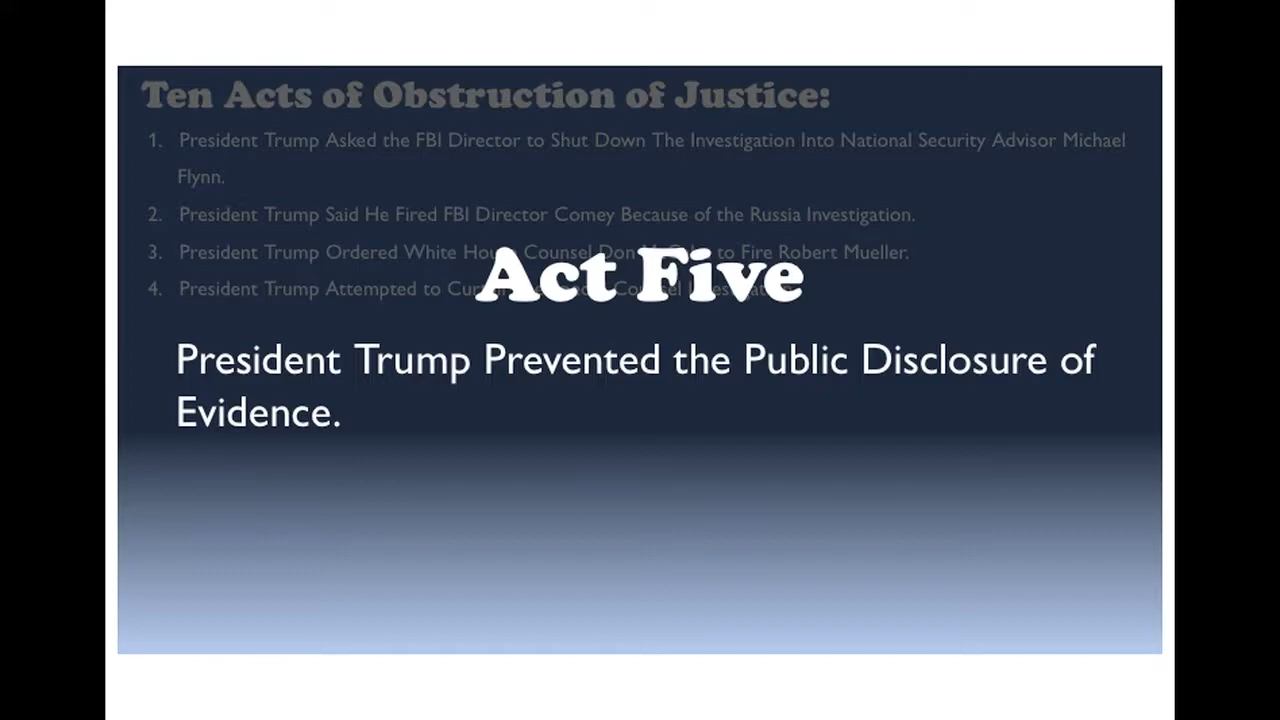 Ten Acts of Obstruction of Justice:
1. President Trump Asked the FBI Director to Shut Down The Investigation Into National Security Advisor Michael
Flynn.
2. President Trump Said He Fired FBI Director Comey Because of the Russia Investigation.
3. President Trump Ordered White House Counsel Don to Fire Robert Mueller.
4. President Trump Attempted to
Act Five
President Trump Prevented the Public Disclosure of
Evidence.